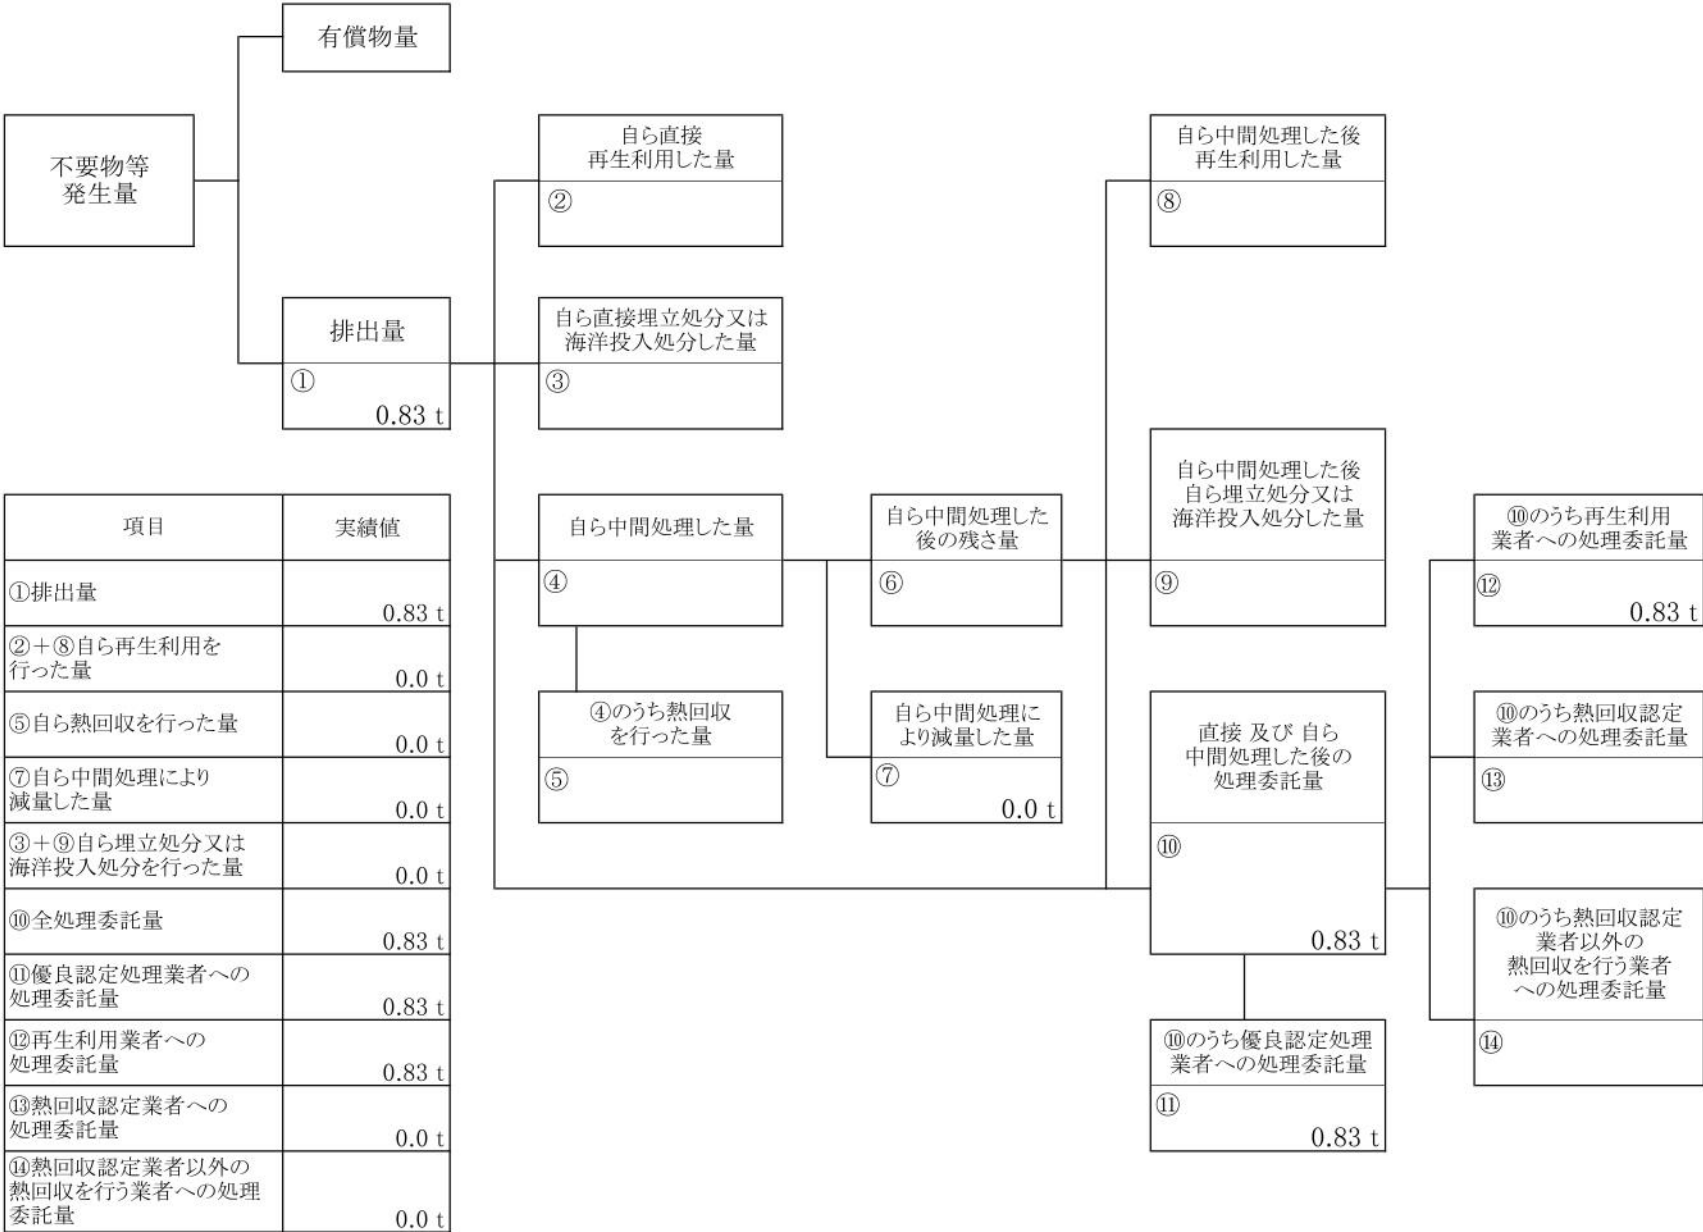 有償物量
不要物等
発生量
自ら直接
再生利用した量
②
自ら中間処理した後
再生利用した量
⑧
排出量
①
0.83 t
自ら直接埋立処分又は
海洋投入処分した量
③
自ら中間処理した量
④
自ら中間処理した
後の残さ量
⑥
自ら中間処理した後
自ら埋立処分又は
海洋投入処分した量
⑨
⑩のうち再生利用
業者への処理委託量
⑫
0.83 t
④のうち熱回収
を行った量
⑤
自ら中間処理に
より減量した量
⑦
0.0 t
直接 及び 自ら
中間処理した後の
処理委託量
⑩
0.83 t
⑩のうち熱回収認定
業者への処理委託量
⑬
⑩のうち熱回収認定
業者以外の
熱回収を行う業者
への処理委託量
⑭
⑩のうち優良認定処理
業者への処理委託量
⑪
0.83 t
項目
実績値
①排出量
0.83 t
②＋⑧自ら再生利用を
行った量
0.0 t
⑤自ら熱回収を行った量
0.0 t
⑦自ら中間処理により
減量した量
0.0 t
③＋⑨自ら埋立処分又は
海洋投入処分を行った量
0.0 t
⑩全処理委託量
0.83 t
⑪優良認定処理業者への
処理委託量
0.83 t
⑫再生利用業者への
処理委託量
0.83 t
⑬熱回収認定業者への
処理委託量
0.0 t
⑭熱回収認定業者以外の
熱回収を行う業者への処理
委託量
0.0 t